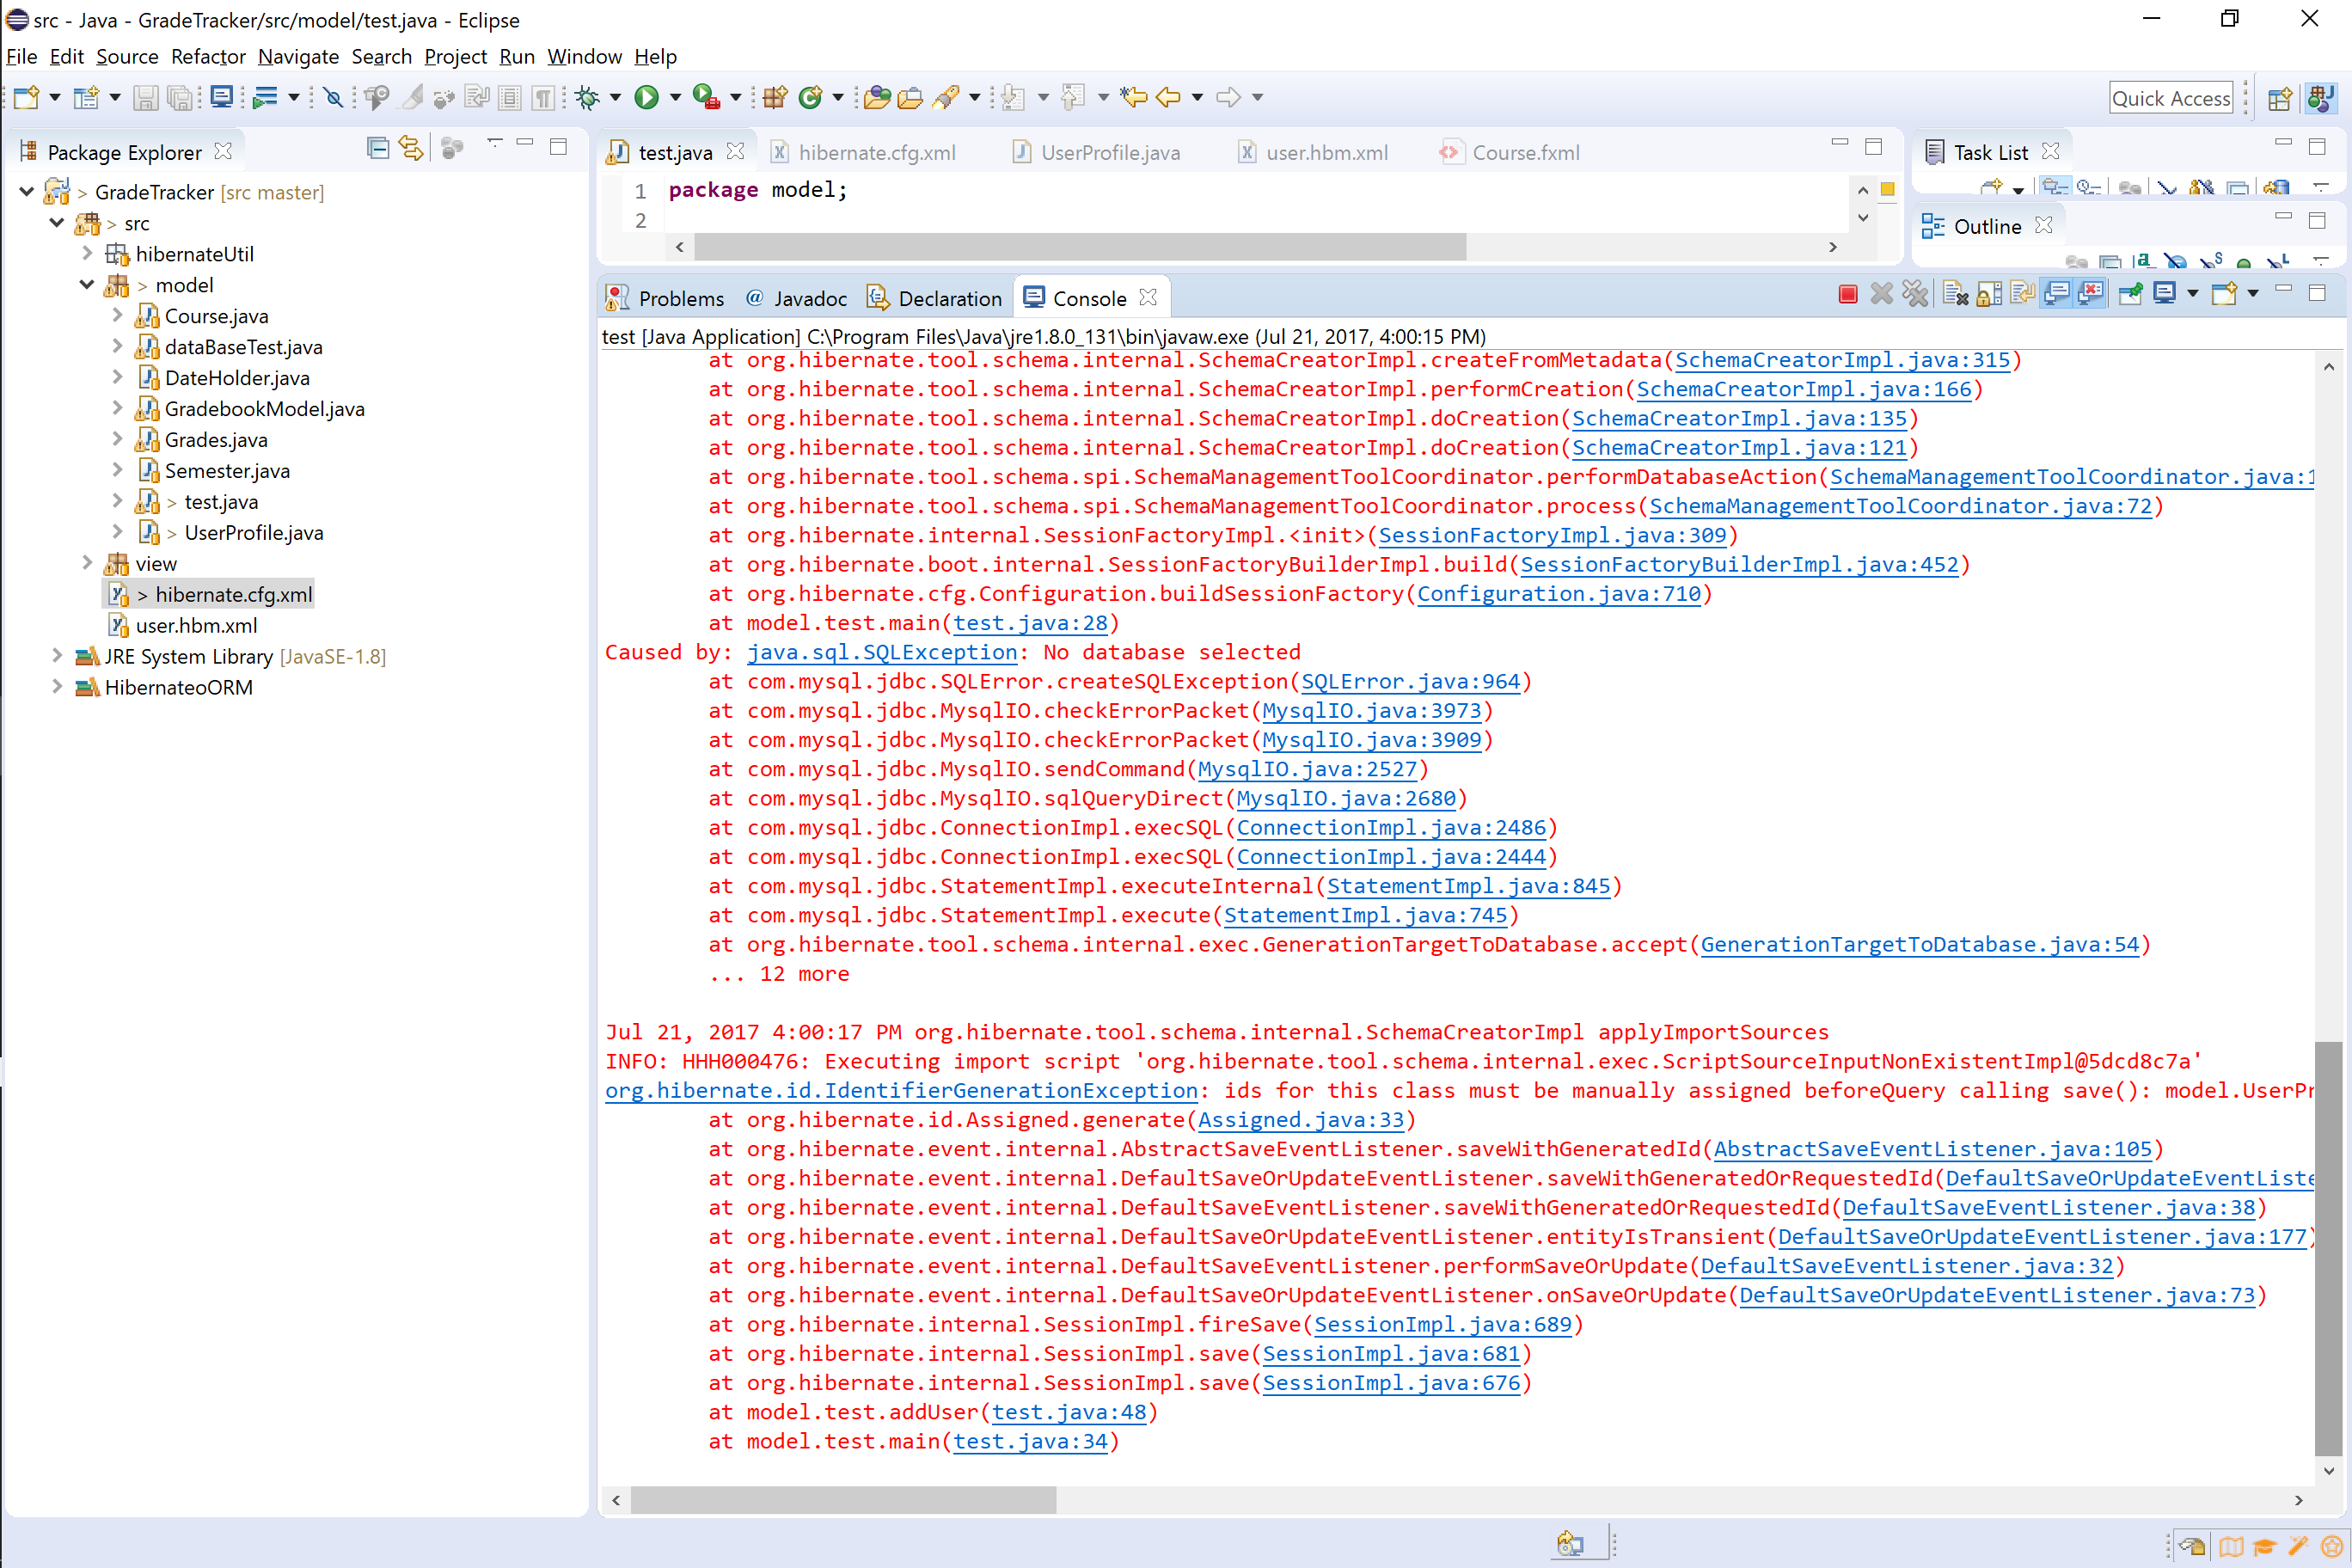 src - Java - GradeTracker/src/model/test.java - Eclipse
File Edit Source Refactor Navigate Search Project Run Window Help
Quick Access
Package Explorer
> GradeTracker [src master]
> src
hibernateUtil
> model
Course.java
dataBaseTest.java
DateHolder.java
GradebookModel.java
Grades.java
Semester.java
> test.java
> UserProfile.java
view
> hibernate.cfg.xml
user.hbm.xml
JRE System Library [JavaSE-1.8]
HibernateoORM
test.java hibernate.cfg.xml UserProfile.java user.hbm.xml Course.fxml
1 package model;
2
Task List
Outline
Problems @ Javadoc Declaration Console
test [Java Application] C:\Program Files\Java\jre1.8.0_131\bin\javaw.exe (Jul 21, 2017, 4:00:15 PM)
at org.hibernate.tool.schema.internal.SchemaCreatorImpl.createFromMetadata(SchemaCreatorImpl.java:315)
at org.hibernate.tool.schema.internal.SchemaCreatorImpl.performCreation(SchemaCreatorImpl.java:166)
at org.hibernate.tool.schema.internal.SchemaCreatorImpl.doCreation(SchemaCreatorImpl.java:135)
at org.hibernate.tool.schema.internal.SchemaCreatorImpl.doCreation(SchemaCreatorImpl.java:121)
at org.hibernate.tool.schema.spi.SchemaManagementToolCoordinator.performDatabaseAction(SchemaManagementToolCoordinator.java:1
at org.hibernate.tool.schema.spi.SchemaManagementToolCoordinator.process(SchemaManagementToolCoordinator.java:72)
at org.hibernate.internal.SessionFactoryImpl.<init>(SessionFactoryImpl.java:309)
at org.hibernate.boot.internal.SessionFactoryBuilderImpl.build(SessionFactoryBuilderImpl.java:452)
at org.hibernate.cfg.Configuration.buildSessionFactory(Configuration.java:710)
at model.test.main(test.java:28)
Caused by: java.sql.SQLException: No database selected
at com.mysql.jdbc.SQLError.createSQLException(SQLError.java:964)
at com.mysql.jdbc.MysqlIO.checkErrorPacket(MysqlIO.java:3973)
at com.mysql.jdbc.MysqlIO.checkErrorPacket(MysqlIO.java:3909)
at com.mysql.jdbc.MysqlIO.sendCommand(MysqlIO.java:2527)
at com.mysql.jdbc.MysqlIO.sqlQueryDirect(MysqlIO.java:2680)
at com.mysql.jdbc.ConnectionImpl.execSQL(ConnectionImpl.java:2486)
at com.mysql.jdbc.ConnectionImpl.execSQL(ConnectionImpl.java:2444)
at com.mysql.jdbc.StatementImpl.executeInternal(StatementImpl.java:845)
at com.mysql.jdbc.StatementImpl.execute(StatementImpl.java:745)
at org.hibernate.tool.schema.internal.exec.GenerationTargetToDatabase.accept(GenerationTargetToDatabase.java:54)
... 12 more
Jul 21, 2017 4:00:17 PM org.hibernate.tool.schema.internal.SchemaCreatorImpl applyImportSources
INFO: HHH000476: Executing import script 'org.hibernate.tool.schema.internal.exec.ScriptSourceInputNonExistentImpl@5dcd8c7a'
org.hibernate.id.IdentifierGenerationException: ids for this class must be manually assigned beforeQuery calling save(): model.UserPr
at org.hibernate.id.Assigned.generate(Assigned.java:33)
at org.hibernate.event.internal.AbstractSaveEventListener.saveWithGeneratedId(AbstractSaveEventListener.java:105)
at org.hibernate.event.internal.DefaultSaveOrUpdateEventListener.saveWithGeneratedOrRequestedId(DefaultSaveOrUpdateEventListe
at org.hibernate.event.internal.DefaultSaveEventListener.saveWithGeneratedOrRequestedId(DefaultSaveEventListener.java:38)
at org.hibernate.event.internal.DefaultSaveOrUpdateEventListener.entityIsTransient(DefaultSaveOrUpdateEventListener.java:177)
at org.hibernate.event.internal.DefaultSaveEventListener.performSaveOrUpdate(DefaultSaveEventListener.java:32)
at org.hibernate.event.internal.DefaultSaveOrUpdateEventListener.onSaveOrUpdate(DefaultSaveOrUpdateEventListener.java:73)
at org.hibernate.internal.SessionImpl.fireSave(SessionImpl.java:689)
at org.hibernate.internal.SessionImpl.save(SessionImpl.java:681)
at org.hibernate.internal.SessionImpl.save(SessionImpl.java:676)
at model.test.addUser(test.java:48)
at model.test.main(test.java:34)